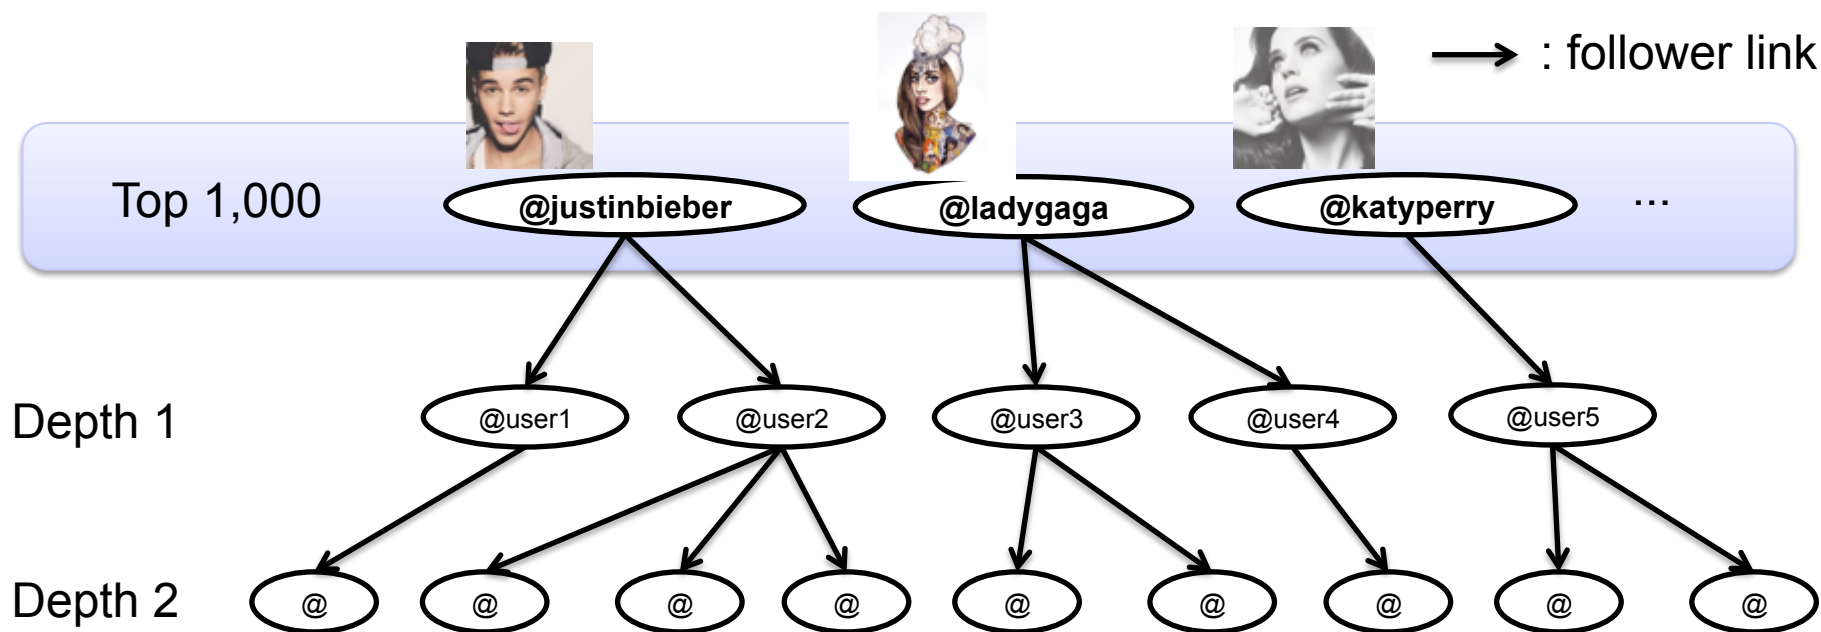 : follower link
Top 1,000
@justinbieber
@ladygaga
@katyperry
...
Depth 1
@user1
@user2
@user3
@user4
@user5
Depth 2
@
@
@
@
@
@
@
@
@